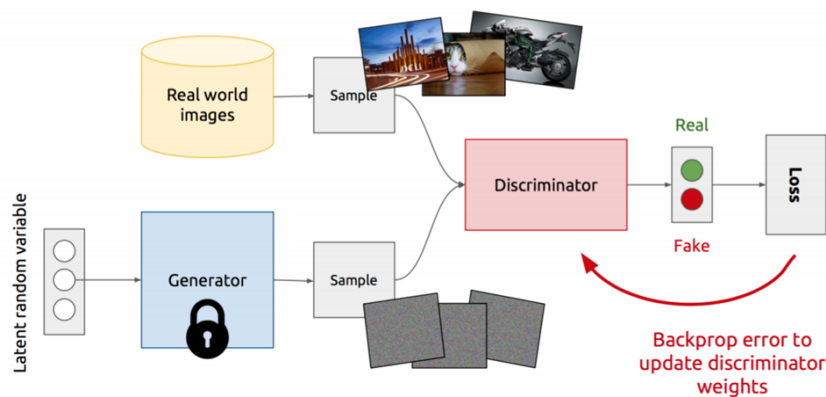 Real world
images
Sample
Real
Discriminator
Loss
Fake
Latent random variable
Generator
Sample
Backprop error to
update discriminator
weights